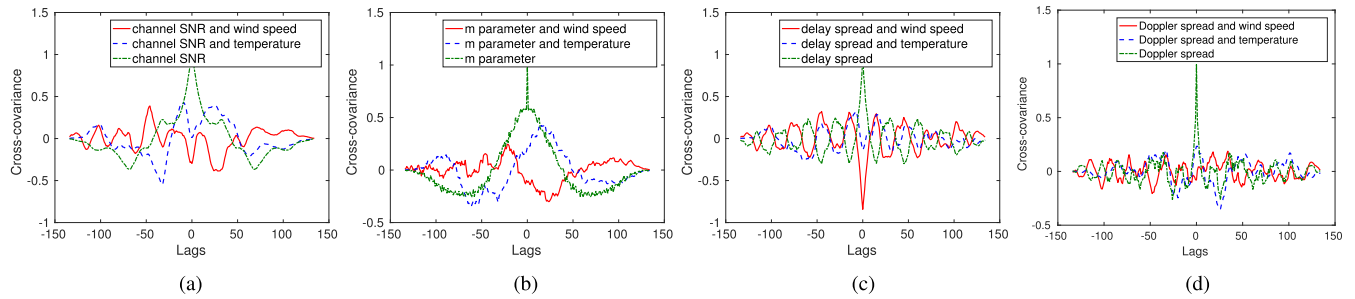 1.5
1
0.5
0
-0.5
-1
Cross-covariance
channel SNR and wind speed
channel SNR and temperature
channel SNR
-150 -100 -50 0 50 100 150
Lags
(a)
1.5
1
0.5
0
-0.5
Cross-covariance
m parameter and wind speed
m parameter and temperature
m parameter
-150 -100 -50 0 50 100 150
Lags
(b)
1.5
1
0.5
0
-0.5
-1
Cross-covariance
delay spread and wind speed
delay spread and temperature
delay spread
-150 -100 -50 0 50 100 150
Lags
(c)
1.5
1
0.5
0
-0.5
Cross-covariance
Doppler spread and wind speed
Doppler spread and temperature
Doppler spread
-150 -100 -50 0 50 100 150
Lags
(d)